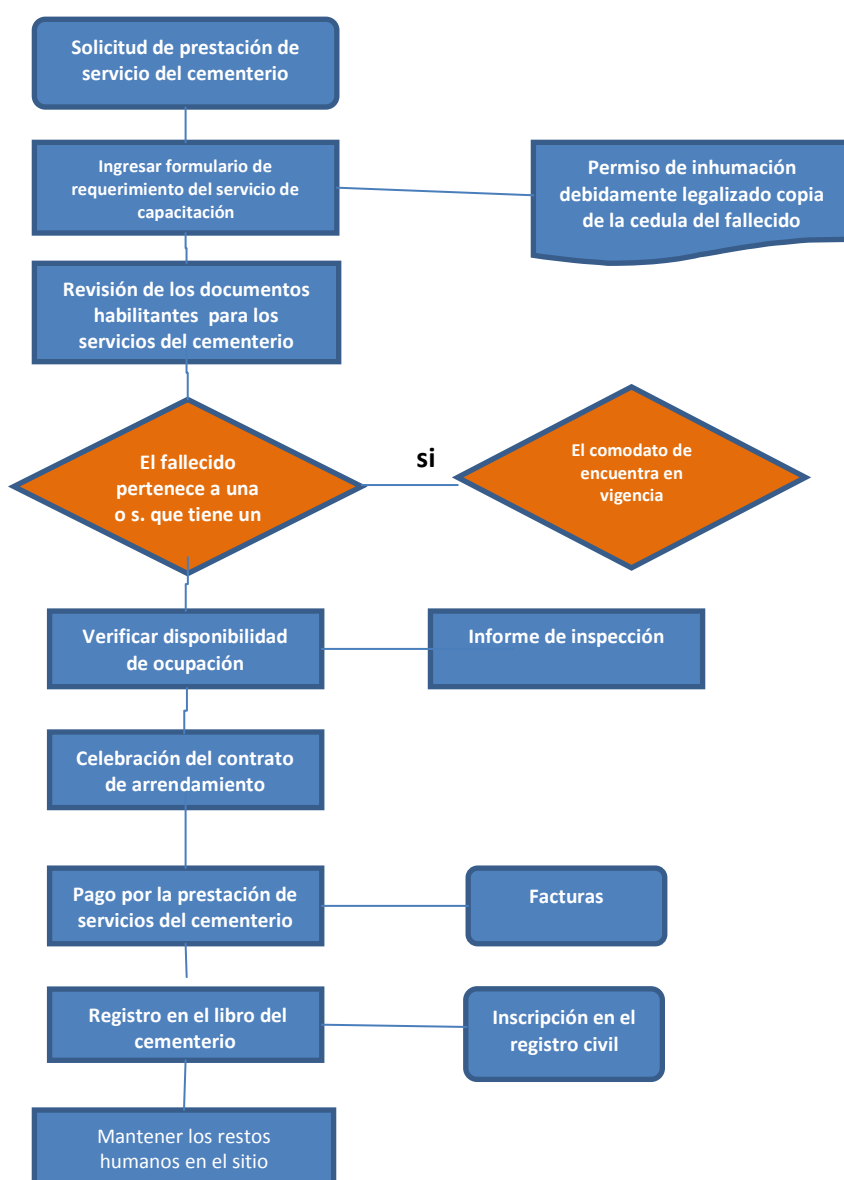 Solicitud de prestación de
servicio del cementerio
Ingresar formulario de
requerimiento del servicio de
capacitación
Permiso de inhumación
debidamente legalizado copia
de la cedula del fallecido
Revisión de los documentos
habilitantes para los
servicios del cementerio
El fallecido
pertenece a una
o s. que tiene un
si
El comodato de
encuentra en
vigencia
Verificar disponibilidad
de ocupación
Informe de inspección
Celebración del contrato
de arrendamiento
Pago por la prestación de
servicios del cementerio
Facturas
Registro en el libro del
cementerio
Inscripción en el
registro civil
Mantener los restos
humanos en el sitio